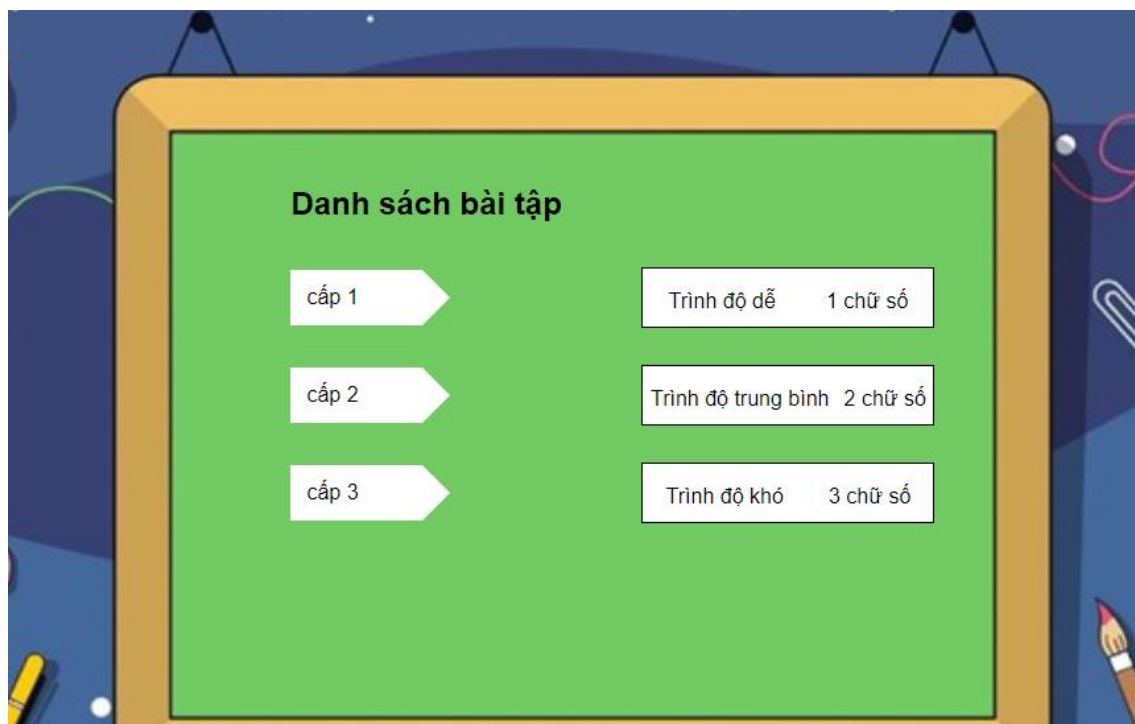 Danh sách bài tập
cấp 1
Trình độ dễ 1 chữ số
cấp 2
Trình độ trung bình 2 chữ số
cấp 3
Trình độ khó 3 chữ số